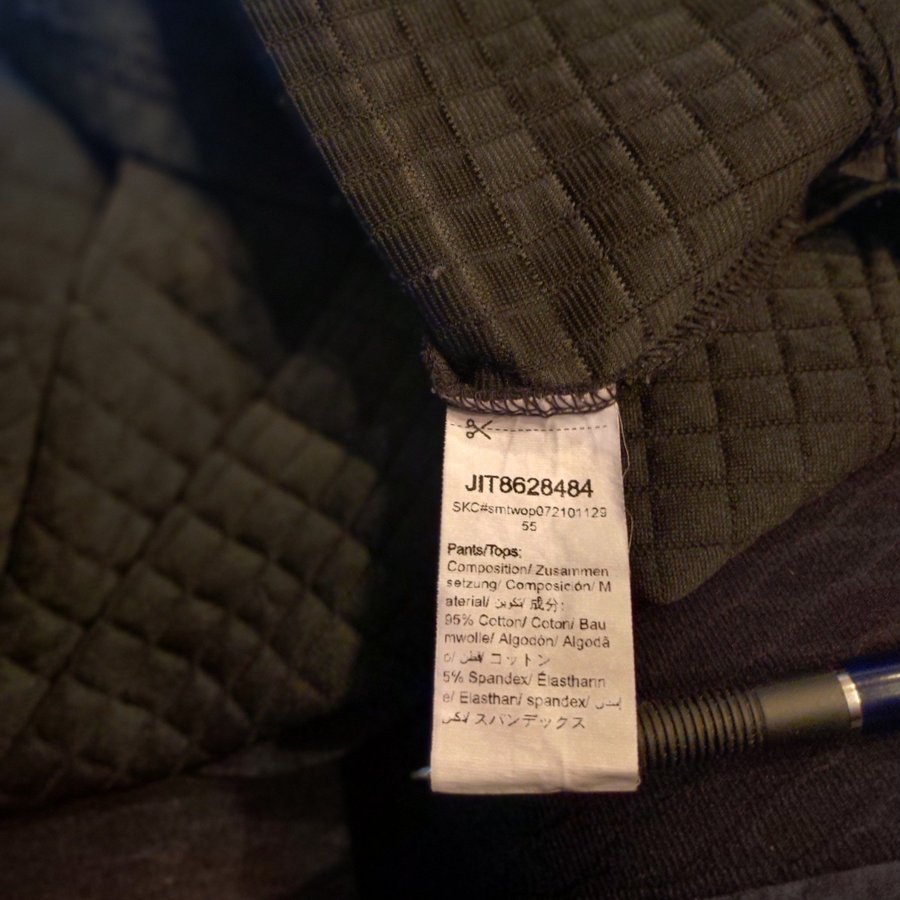 JIT8628484
SKC#smtwop072101129
55
Pants/Tops:
Composition/ Zusammen
setzung/ Composición/ M
aterial/ تكوين/ 成分:
95% Cotton/ Coton/ Bau
mwolle/ Algodón/ Algodã
o/ قطن/ コットン
5% Spandex/ Élasthann
e/ Elasthan/ spandex/
スパンデックス